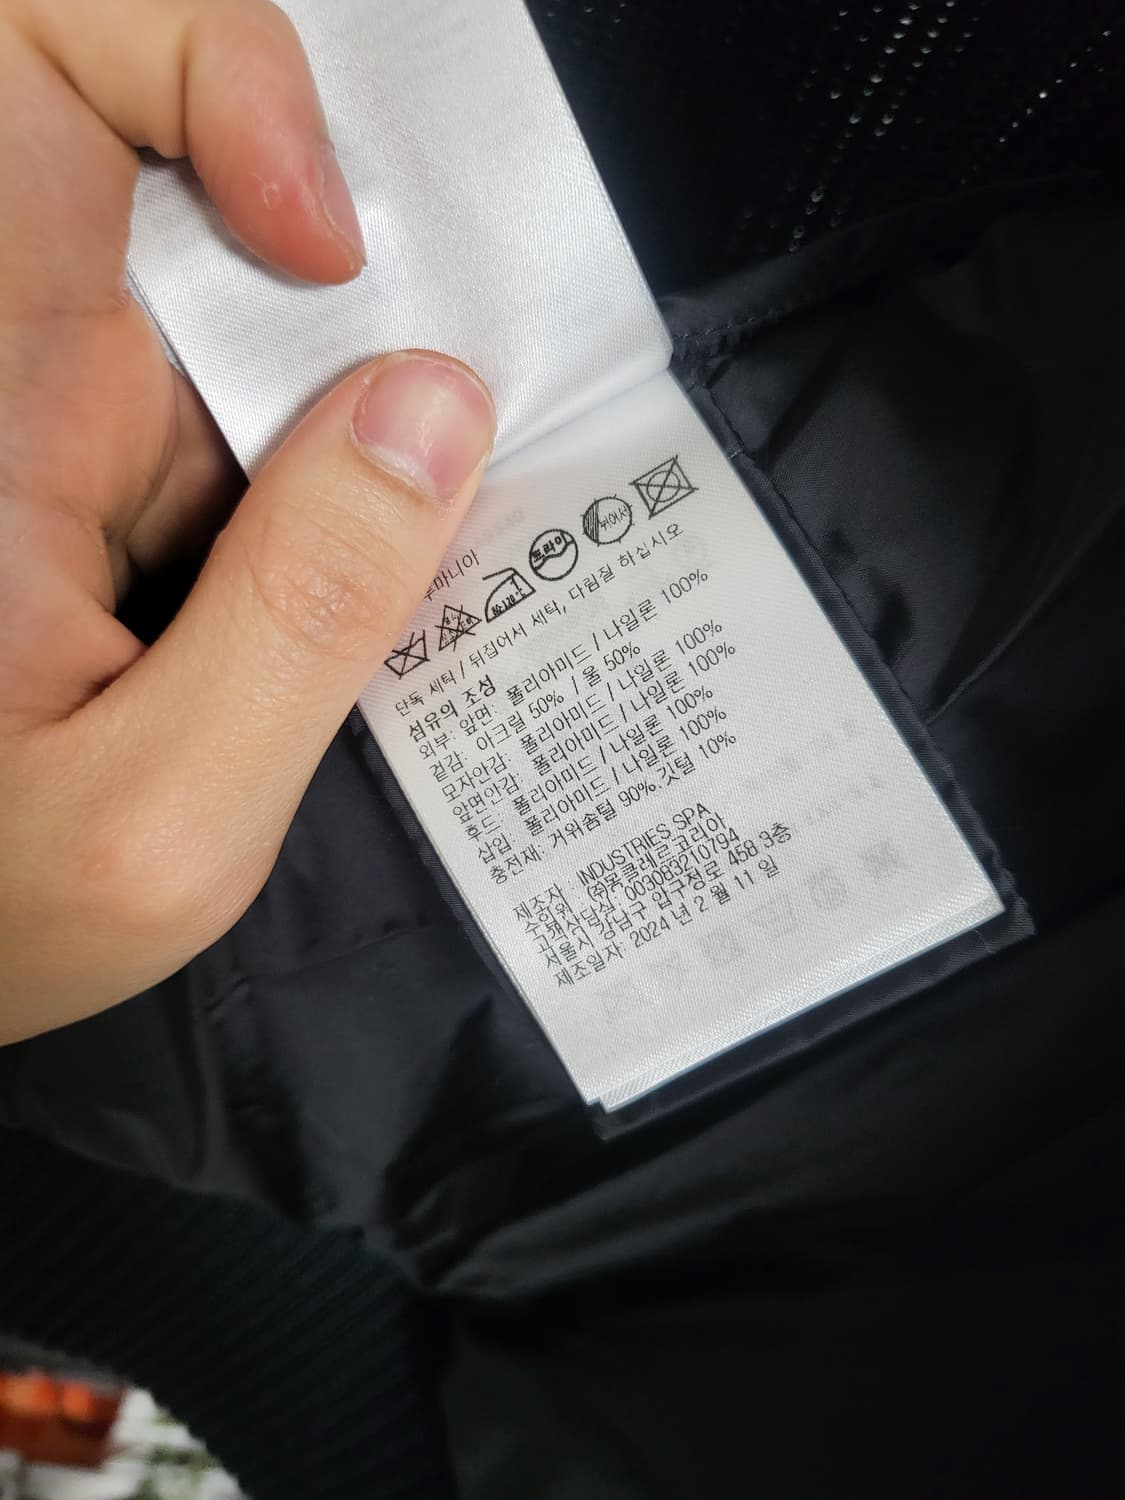 드라이
뉘어서
80-120℃
단독 세탁 / 뒤집어서 세탁, 다림질 하십시오
섬유의 조성
외부: 앞면: 폴리아미드 / 나일론 100%
겉감: 아크릴 50% / 울 50%
모자안감: 폴리아미드 / 나일론 100%
앞면안감: 폴리아미드 / 나일론 100%
후드: 폴리아미드 / 나일론 100%
삽입: 폴리아미드 / 나일론 100%
충전재: 거위솜털 90%.깃털 10%
제조자 : INDUSTRIES SPA
수입원 (주)몽클레르코리아
고객상담실: 003083210794
서울시 강남구 압구정로 458 3층
제조일자: 2024 년 2 월 11 일